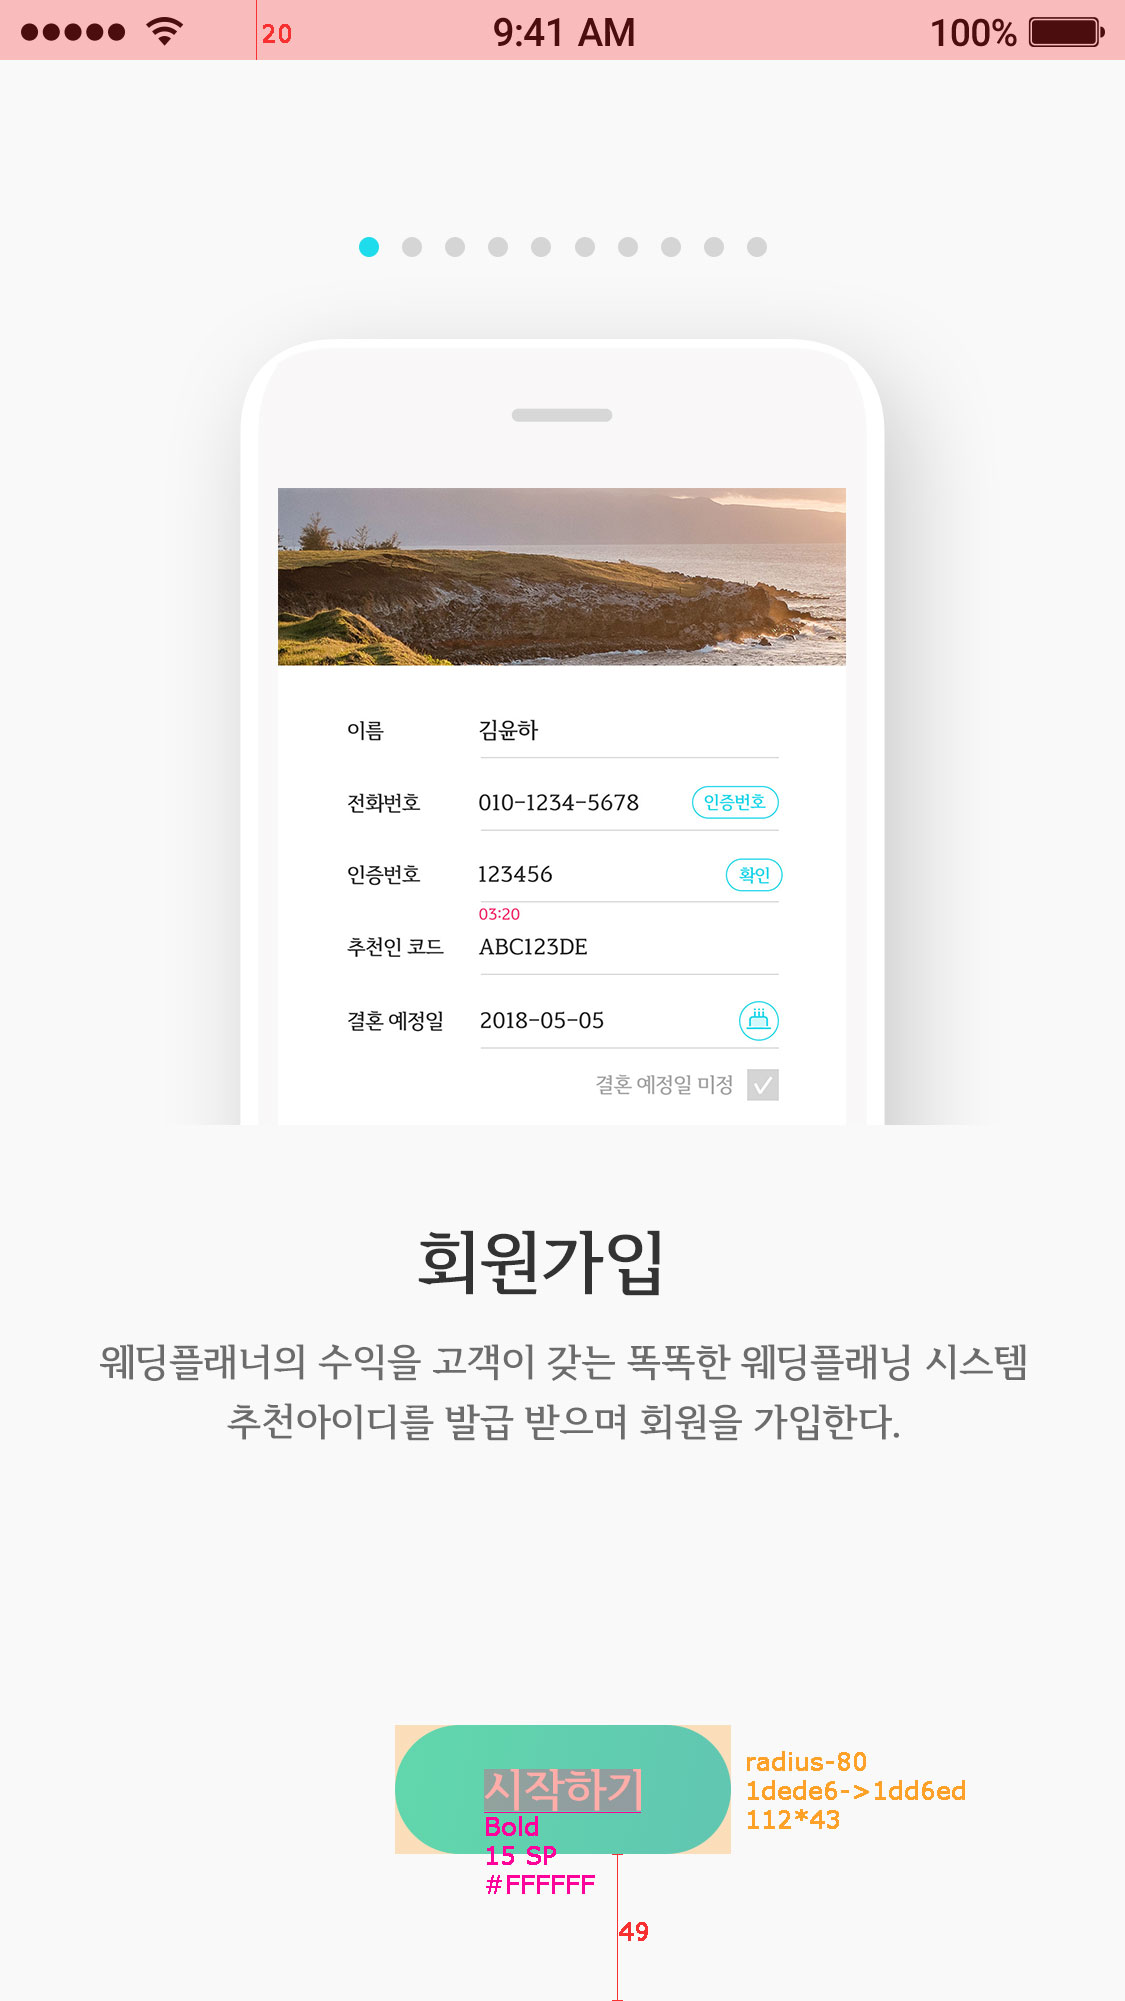 20
9:41 AM
100%
이름 김윤하
전화번호 010-1234-5678 인증번호
인증번호 123456 확인
03:20
추천인 코드 ABC123DE
결혼 예정일 2018-05-05
결혼 예정일 미정
회원가입
웨딩플래너의 수익을 고객이 갖는 똑똑한 웨딩플래닝 시스템
추천아이디를 발급 받으며 회원을 가입한다.
시작하기
radius-80
1dede6->1dd6ed
112*43
Bold
15 SP
#FFFFFF
49